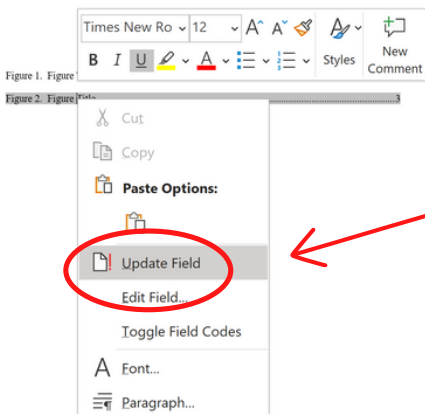 Times New Ro 12 A A A
B I U A Styles New
Comment
Figure 1. Figure
Figure 2. Figure Title 3
Cut
Copy
Paste Options:
Update Field
Edit Field...
Toggle Field Codes
A Font...
Paragraph...